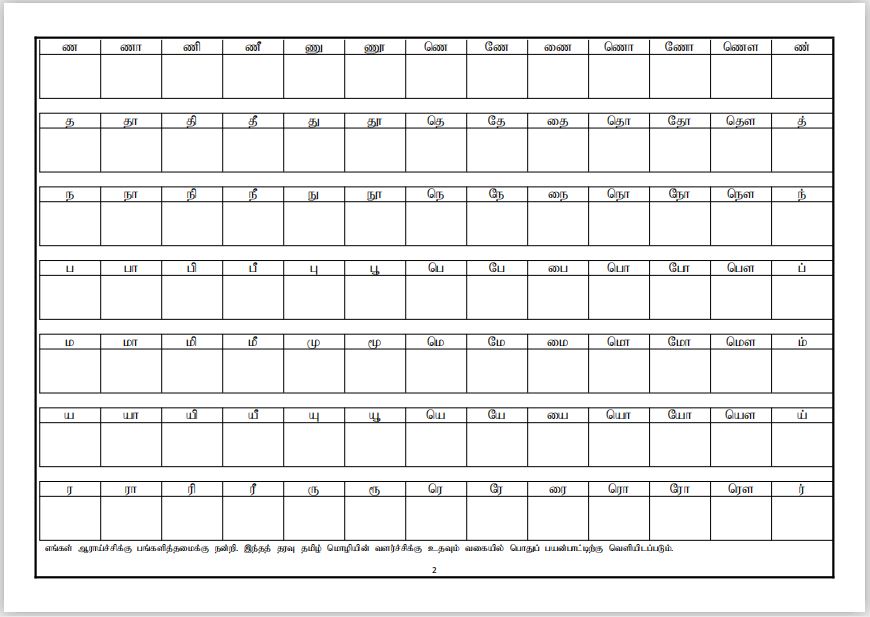 ண ணா ணி ணீ ணு ணூ ணெ ணே ணை ணொ ணோ ணௌ ண்
த தா தி தீ து தூ தெ தே தை தொ தோ தௌ த்
ந நா நி நீ நு நூ நெ நே நை நொ நோ நௌ ந்
ப பா பி பீ பு பூ பெ பே பை பொ போ பௌ ப்
ம மா மி மீ மு மூ மெ மே மை மொ மோ மௌ ம்
ய யா யி யீ யு யூ யெ யே யை யொ யோ யௌ ய்
ர ரா ரி ரீ ரு ரூ ரெ ரே ரை ரொ ரோ ரௌ ர்
எங்கள் ஆராய்ச்சிக்கு பங்களித்தமைக்கு நன்றி. இந்தத் தரவு தமிழ் மொழியின் வளர்ச்சிக்கு உதவும் வகையில் பொதுப் பயன்பாட்டிற்கு வெளியிடப்படும்.
2